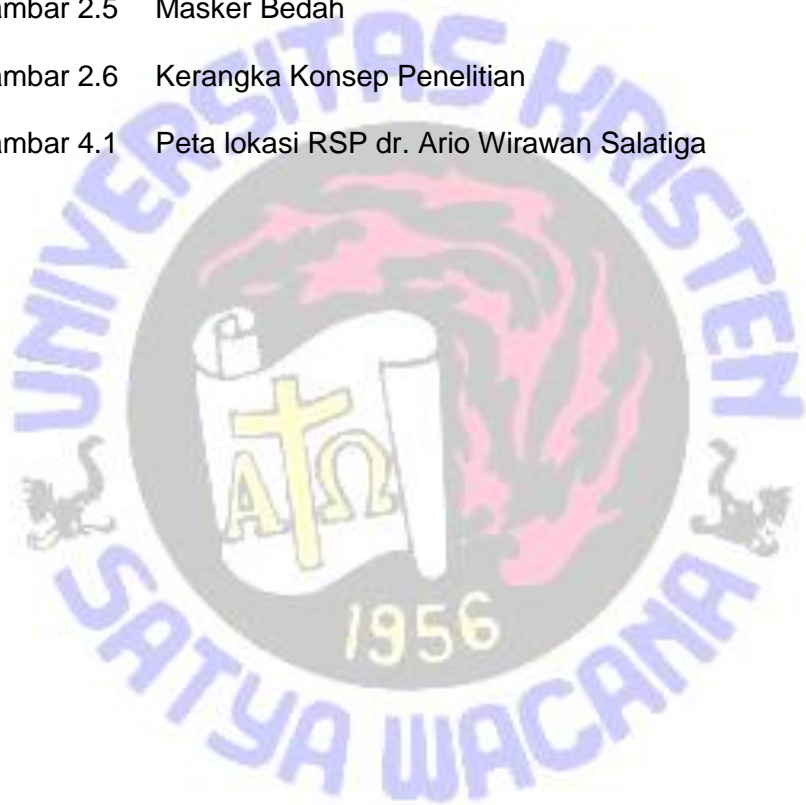 ambar 2.5 Masker Bedah
ambar 2.6 Kerangka Konsep Penelitian
ambar 4.1 Peta lokasi RSP dr. Ario Wirawan Salatiga
UNIVERSITAS KRISTEN
Α Ω
1956
SATYA WACANA